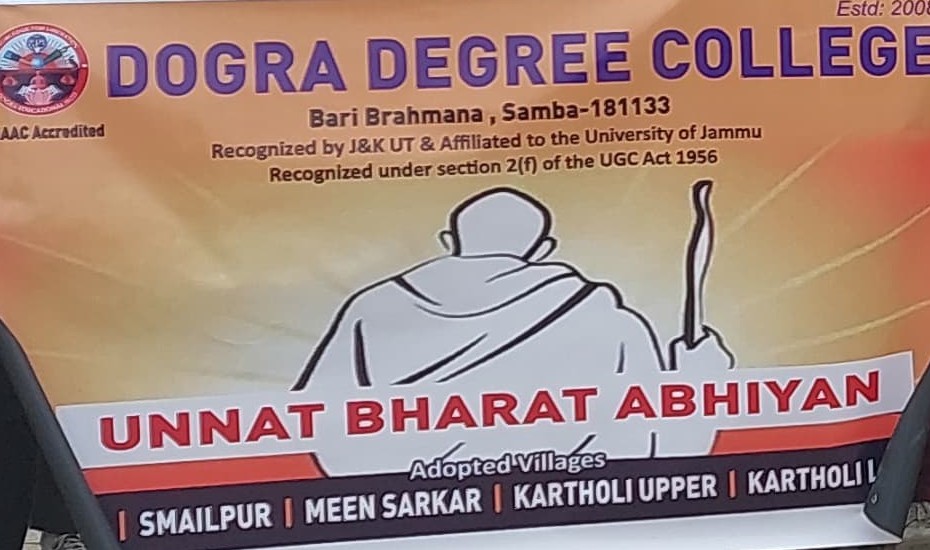 Estd: 2008
DOGRA DEGREE COLLEGE
Bari Brahmana , Samba-181133
AAC Accredited
Recognized by J&K UT & Affiliated to the University of Jammu
Recognized under section 2(f) of the UGC Act 1956
UNNAT BHARAT ABHIYAN
Adopted Villages
| SMAILPUR | MEEN SARKAR | KARTHOLI UPPER | KARTHOLI L